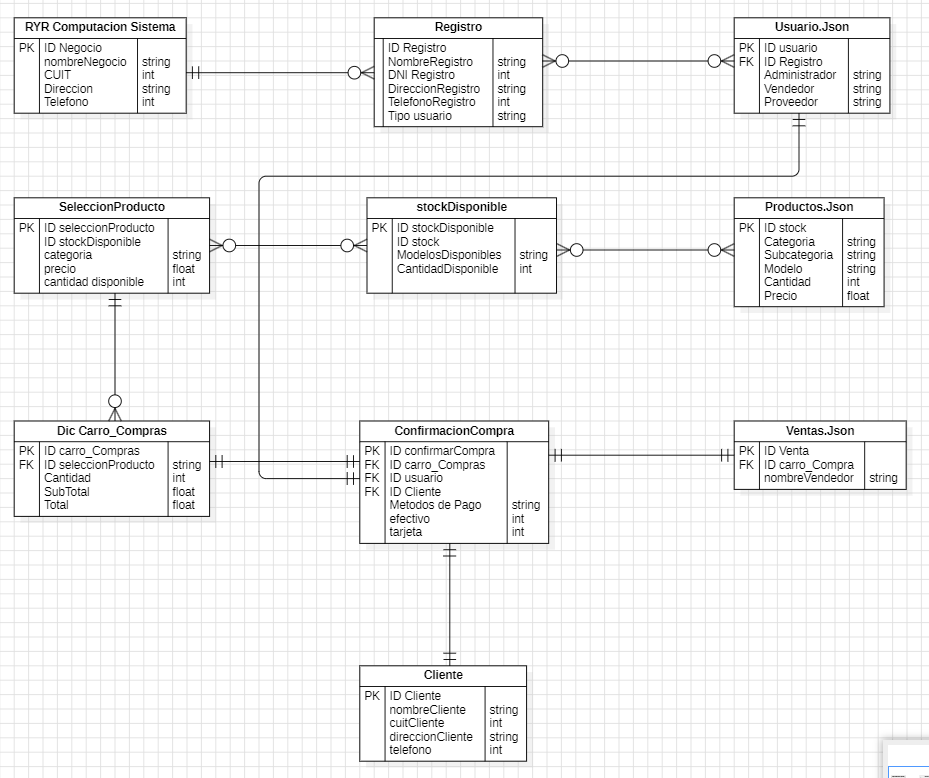 RYR Computacion Sistema
PK ID Negocio
nombreNegocio string
CUIT int
Direccion string
Telefono int
Registro
ID Registro
NombreRegistro string
DNI Registro int
DireccionRegistro string
TelefonoRegistro int
Tipo usuario string
Usuario.Json
PK ID usuario
FK ID Registro
Administrador string
Vendedor string
Proveedor string
SeleccionProducto
PK ID seleccionProducto
ID stockDisponible
categoria string
precio float
cantidad disponible int
stockDisponible
PK ID stockDisponible
ID stock
ModelosDisponibles string
CantidadDisponible int
Productos.Json
PK ID stock
Categoria string
Subcategoria string
Modelo string
Cantidad int
Precio float
Dic Carro_Compras
PK ID carro_Compras
FK ID seleccionProducto string
Cantidad int
SubTotal float
Total float
ConfirmacionCompra
PK ID confirmarCompra
FK ID carro_Compras
FK ID usuario
FK ID Cliente
Metodos de Pago string
efectivo int
tarjeta int
Ventas.Json
PK ID Venta
FK ID carro_Compra
nombreVendedor string
Cliente
PK ID Cliente
nombreCliente string
cuitCliente int
direccionCliente string
telefono int